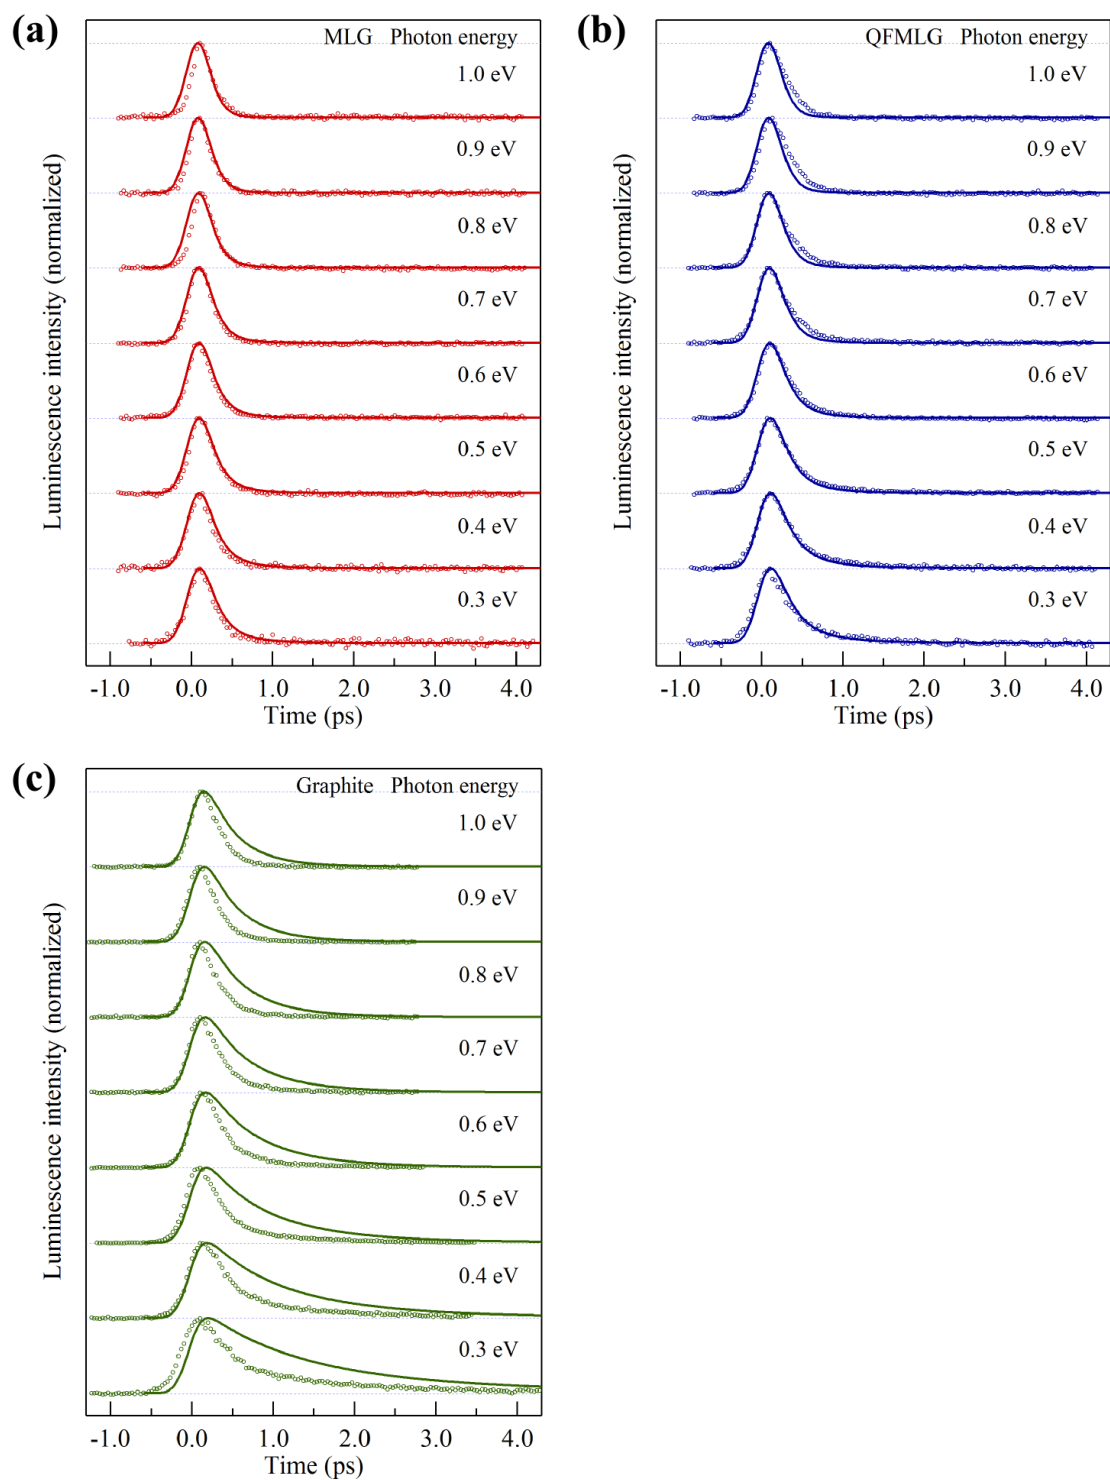 (a)
MLG Photon energy
1.0 eV
0.9 eV
0.8 eV
0.7 eV
0.6 eV
0.5 eV
0.4 eV
0.3 eV
Luminescence intensity (normalized)
-1.0 0.0 1.0 2.0 3.0 4.0
Time (ps)
(b)
QFMLG Photon energy
1.0 eV
0.9 eV
0.8 eV
0.7 eV
0.6 eV
0.5 eV
0.4 eV
0.3 eV
Luminescence intensity (normalized)
-1.0 0.0 1.0 2.0 3.0 4.0
Time (ps)
(c)
Graphite Photon energy
1.0 eV
0.9 eV
0.8 eV
0.7 eV
0.6 eV
0.5 eV
0.4 eV
0.3 eV
Luminescence intensity (normalized)
-1.0 0.0 1.0 2.0 3.0 4.0
Time (ps)